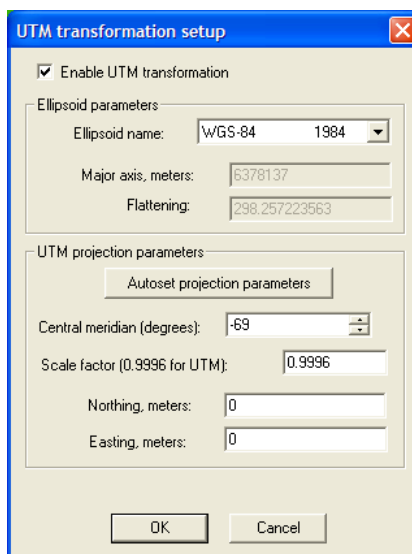 UTM transformation setup
Enable UTM transformation
Ellipsoid parameters
Ellipsoid name: WGS-84 1984
Major axis, meters: 6378137
Flattening: 298.257223563
UTM projection parameters
Autoset projection parameters
Central meridian (degrees): -69
Scale factor (0.9996 for UTM): 0.9996
Northing, meters: 0
Easting, meters: 0
OK Cancel